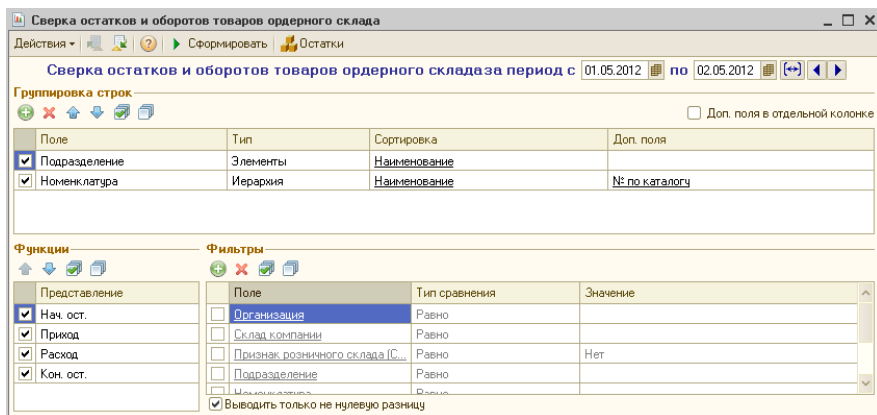 Сверка остатков и оборотов товаров ордерного склада
Действия Сформировать Остатки
Сверка остатков и оборотов товаров ордерного складаза период с 01.05.2012 по 02.05.2012
Группировка строк
Доп. поля в отдельной колонке
Поле Тип Сортировка Доп. поля
Подразделение Элементы Наименование
Номенклатура Иерархия Наименование № по каталогу
Функции Фильтры
Представление Поле Тип сравнения Значение
Нач. ост. Организация Равно
Приход Склад компании Равно
Расход Признак розничного склада (С... Равно Нет
Кон. ост. Подразделение Равно
Номенклатура Равно
Выводить только не нулевую разницу